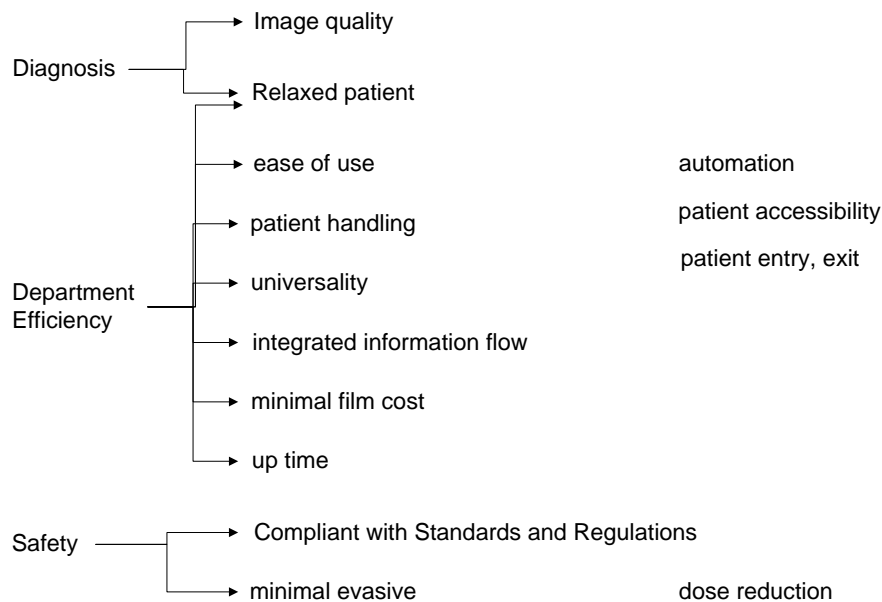 Image quality
Diagnosis
Relaxed patient
ease of use automation
patient accessibility
patient handling
patient entry, exit
universality
Department
Efficiency
integrated information flow
minimal film cost
up time
Compliant with Standards and Regulations
Safety
minimal evasive dose reduction